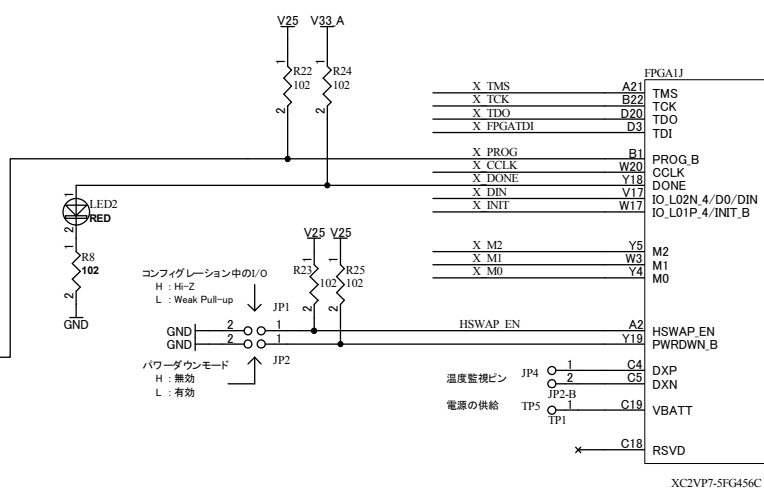 V25 V33_A
1 1
R22 R24
102 102
2 2
FPGA1J
X_TMS A21 TMS
X_TCK B22 TCK
X_TDO D20 TDO
X_FPGATDI D3 TDI
X_PROG B1 PROG_B
X_CCLK W20 CCLK
X_DONE Y18 DONE
X_DIN V17 IO_L02N_4/D0/DIN
X_INIT W17 IO_L01P_4/INIT_B
1
LED2
RED
2
1
R8
102
2
GND
V25 V25
1 1
R23 R25
102 102
2 2
X_M2 Y5 M2
X_M1 W3 M1
X_M0 Y4 M0
コンフィグレーション中のI/O
H : Hi-Z
L : Weak Pull-up
JP1
GND 2 1 HSWAP_EN A2 HSWAP_EN
GND 2 1 Y19 PWRDWN_B
JP2
パワーダウンモード
H : 無効
L : 有効
温度監視ピン JP4 1 C4 DXP
2 C5 DXN
JP2-B
電源の供給 TP5 1 C19 VBATT
TP1
C18 RSVD
XC2VP7-5FG456C